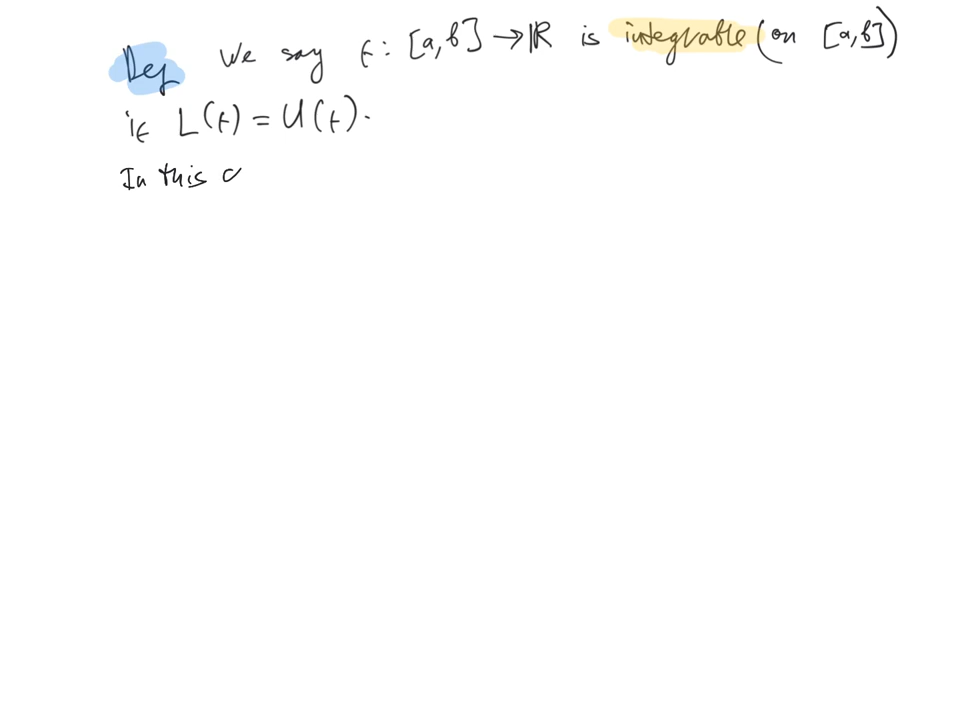 Def We say f: [a,b] → ℝ is integrable (on [a,b])
if L(f) = U(f).
In this c